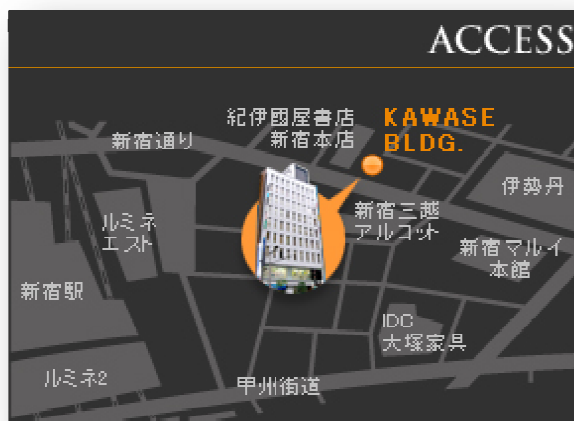 ACCESS
紀伊國屋書店
新宿本店
KAWASE
BLDG.
新宿通り
伊勢丹
新宿三越
アルコット
ルミネ
エスト
新宿マルイ
本館
新宿駅
IDC
大塚家具
ルミネ2
甲州街道